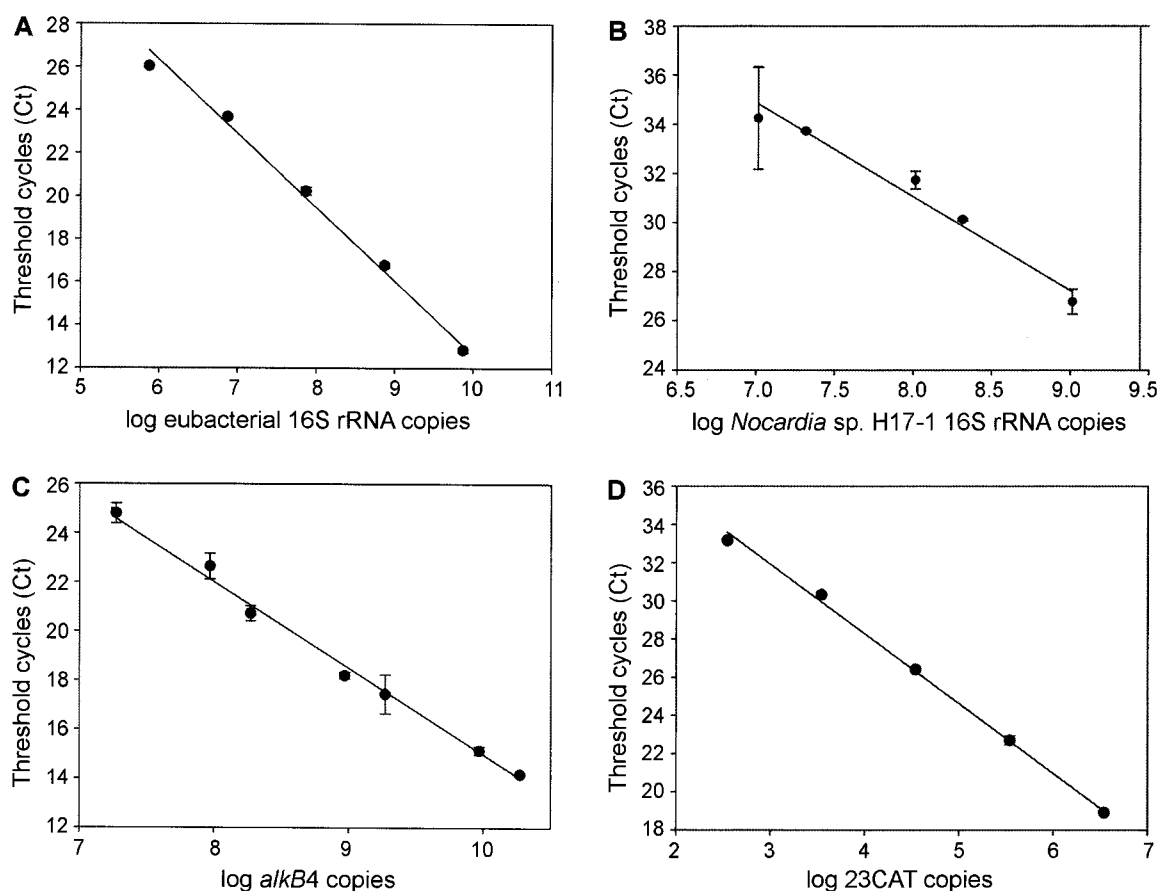 A
Threshold cycles (Ct)
28
26
24
22
20
18
16
14
12
5 6 7 8 9 10 11
log eubacterial 16S rRNA copies
B
Threshold cycles (Ct)
38
36
34
32
30
28
26
24
6.5 7.0 7.5 8.0 8.5 9.0 9.5
log Nocardia sp. H17-1 16S rRNA copies
C
Threshold cycles (Ct)
26
24
22
20
18
16
14
12
7 8 9 10
log alkB4 copies
D
Threshold cycles (Ct)
36
34
30
28
26
22
20
18
2 3 4 5 6 7
log 23CAT copies